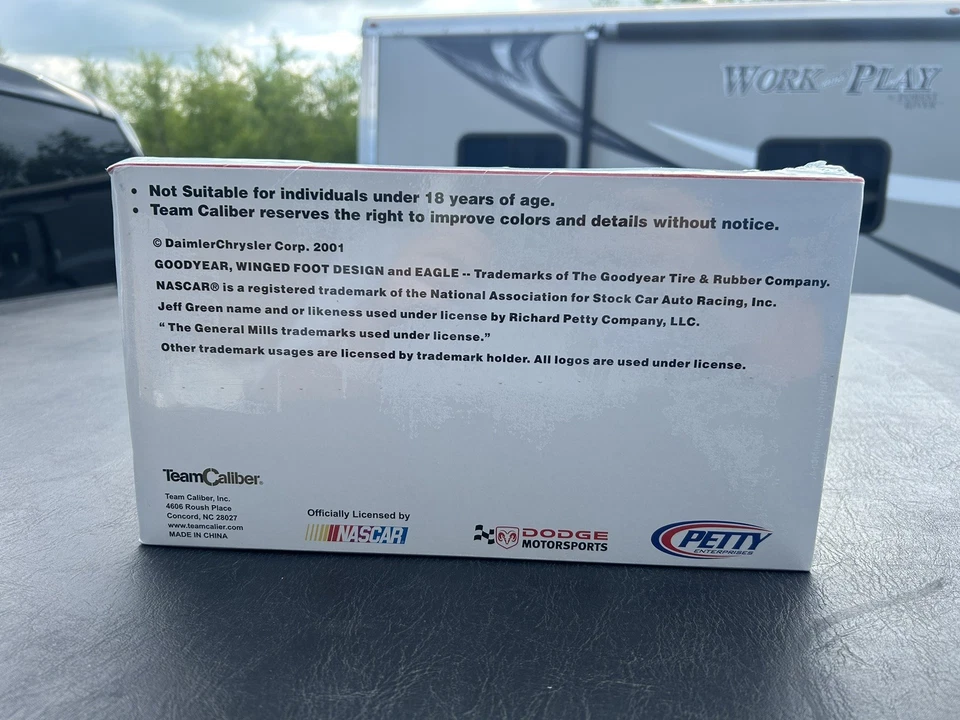 WORK and PLAY
• Not Suitable for individuals under 18 years of age.
• Team Caliber reserves the right to improve colors and details without notice.
© DaimlerChrysler Corp. 2001
GOODYEAR, WINGED FOOT DESIGN and EAGLE -- Trademarks of The Goodyear Tire & Rubber Company.
NASCAR® is a registered trademark of the National Association for Stock Car Auto Racing, Inc.
Jeff Green name and or likeness used under license by Richard Petty Company, LLC.
“ The General Mills trademarks used under license.”
Other trademark usages are licensed by trademark holder. All logos are used under license.
TeamCaliber®
Team Caliber, Inc.
4606 Roush Place
Concord, NC 28027
www.teamcalier.com
MADE IN CHINA
Officially Licensed by
NASCAR
DODGE
MOTORSPORTS
PETTY
ENTERPRISES